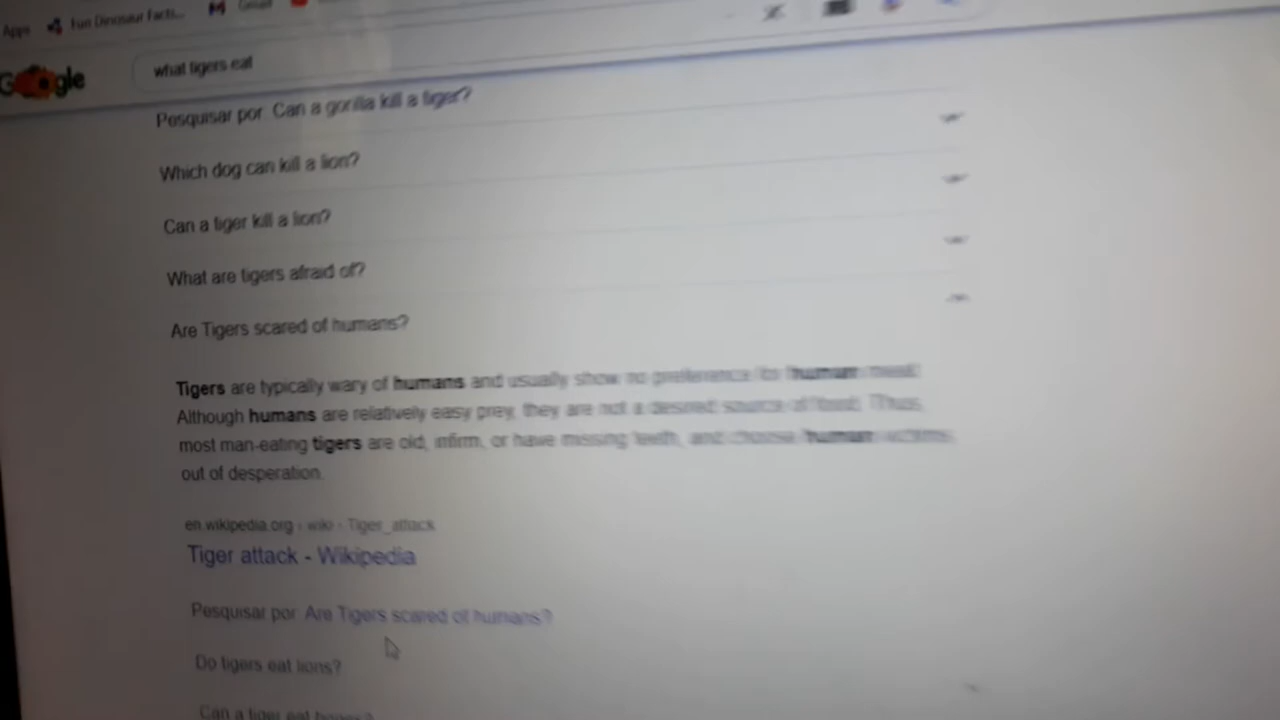 Apps Fun Dinosaur Facts... Gmail
Google what tigers eat
Pesquisar por Can a gorilla kill a tiger?
Which dog can kill a lion?
Can a tiger kill a lion?
What are tigers afraid of?
Are Tigers scared of humans?
Tigers are typically wary of humans and usually show no preference for human meat.
Although humans are relatively easy prey, they are not a desired source of food. Thus,
most man-eating tigers are old, infirm, or have missing teeth, and choose human victims
out of desperation.
en.wikipedia.org › wiki › Tiger_attack
Tiger attack - Wikipedia
Pesquisar por Are Tigers scared of humans?
Do tigers eat lions?
Can a tiger eat